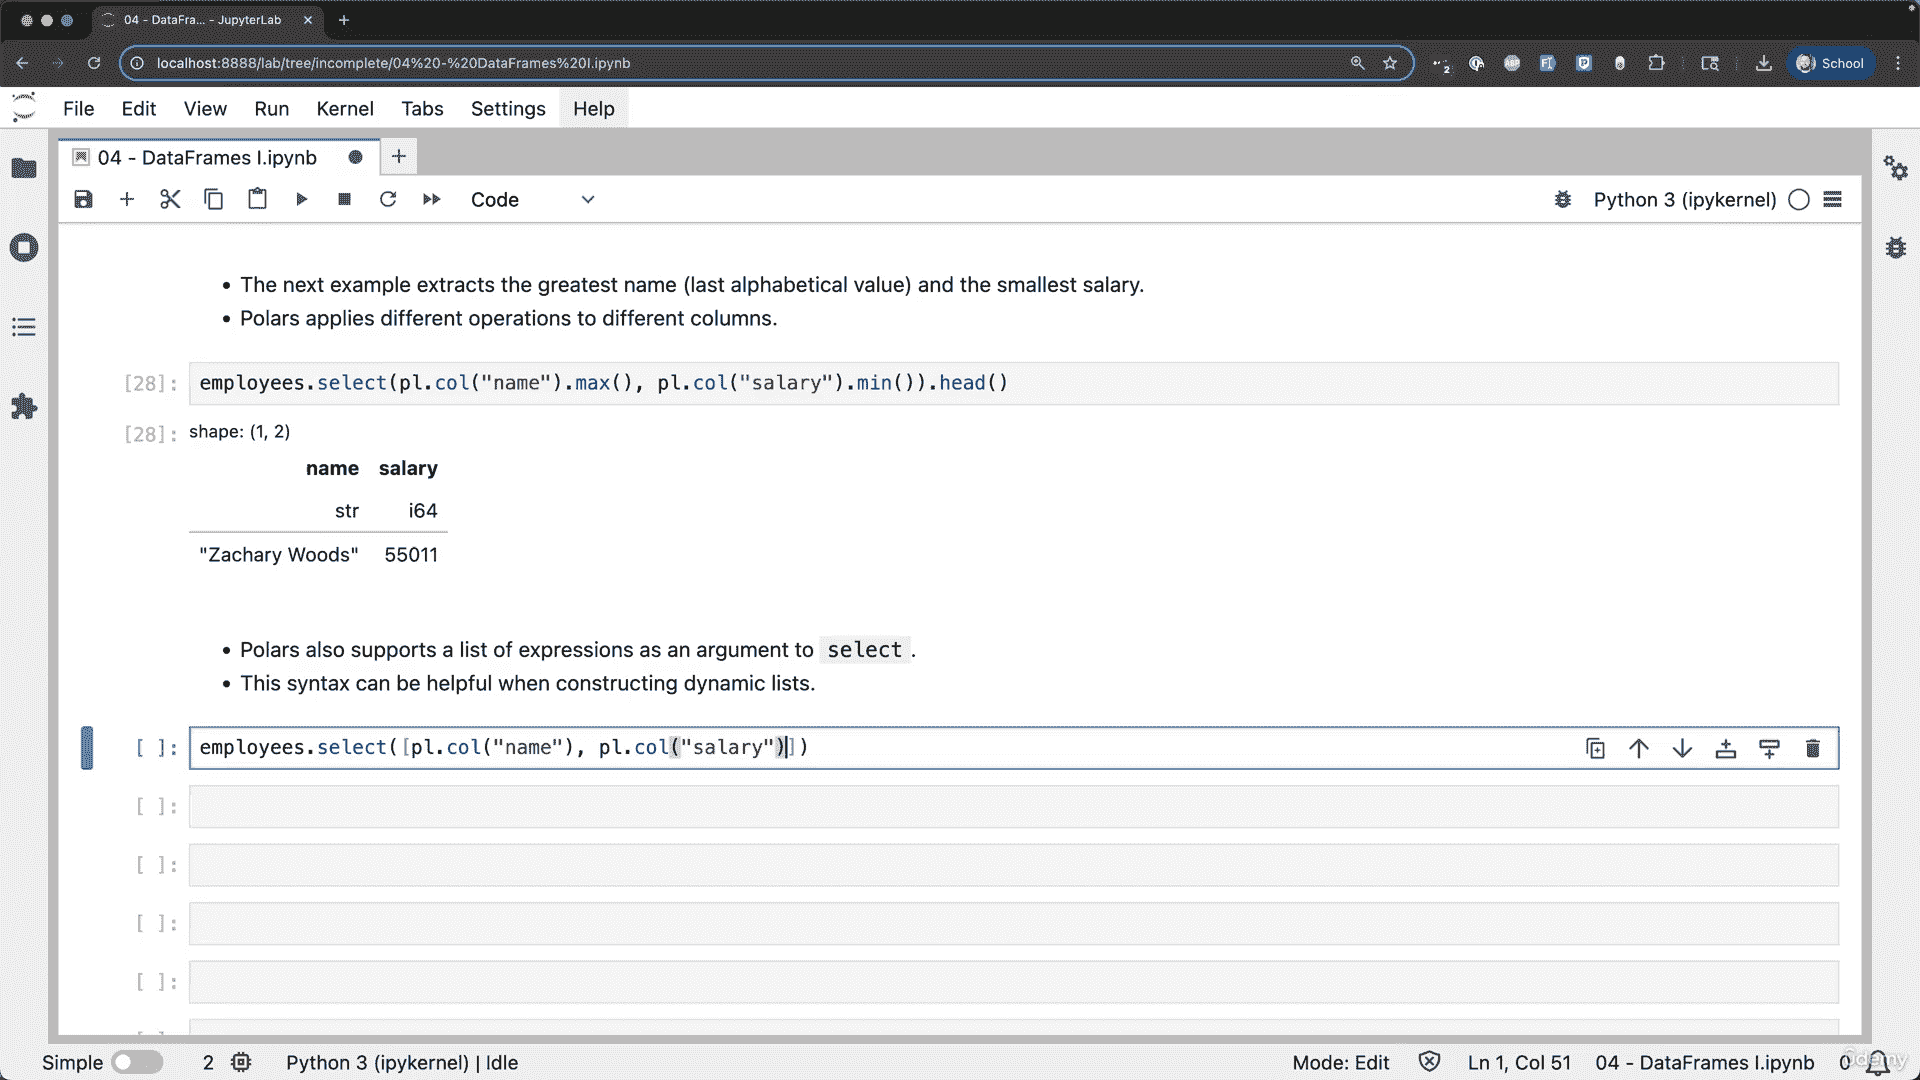 04 - DataFra... - JupyterLab
localhost:8888/lab/tree/incomplete/04%20-%20DataFrames%20I.ipynb
2
ABP
School
File Edit View Run Kernel Tabs Settings Help
04 - DataFrames I.ipynb
Code
Python 3 (ipykernel)
• The next example extracts the greatest name (last alphabetical value) and the smallest salary.
• Polars applies different operations to different columns.
[28]: employees.select(pl.col("name").max(), pl.col("salary").min()).head()
[28]: shape: (1, 2)
name salary
str i64
"Zachary Woods" 55011
• Polars also supports a list of expressions as an argument to select .
• This syntax can be helpful when constructing dynamic lists.
[ ]: employees.select([pl.col("name"), pl.col("salary")])
[ ]:
[ ]:
[ ]:
[ ]:
Simple 2 Python 3 (ipykernel) | Idle Mode: Edit Ln 1, Col 51 04 - DataFrames I.ipynb 0
udemy